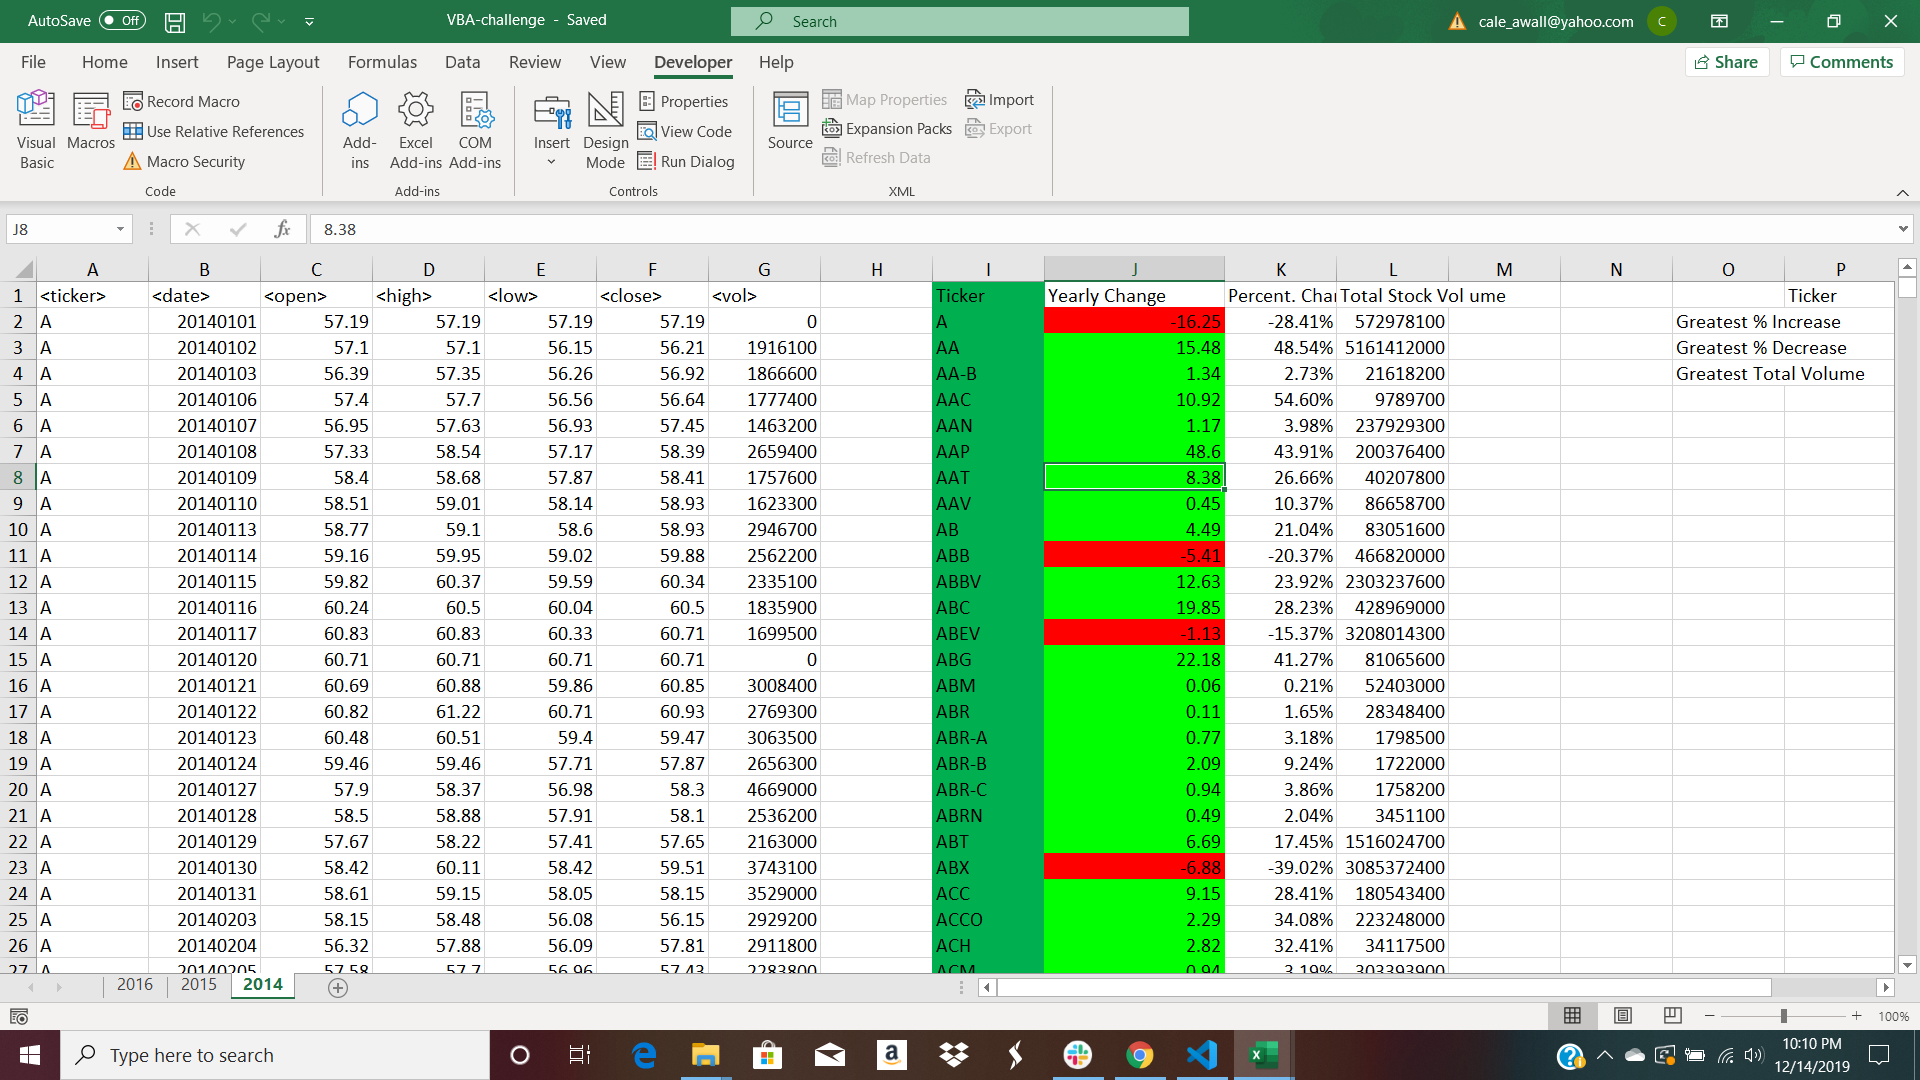 AutoSave Off VBA-challenge - Saved Search cale_awall@yahoo.com C
File Home Insert Page Layout Formulas Data Review View Developer Help Share Comments
Visual Basic
Macros
Record Macro
Use Relative References
Macro Security
Code
Add-ins
Excel Add-ins
COM Add-ins
Add-ins
Insert
Design Mode
Properties
View Code
Run Dialog
Controls
Source
Map Properties
Expansion Packs
Refresh Data
Import
Export
XML
J8 fx 8.38
A B C D E F G H I J K L M N O P
1 <ticker> <date> <open> <high> <low> <close> <vol> Ticker Yearly Change Percent. Char Total Stock Vol ume Ticker
2 A 20140101 57.19 57.19 57.19 57.19 0 A -16.25 -28.41% 572978100 Greatest % Increase
3 A 20140102 57.1 57.1 56.15 56.21 1916100 AA 15.48 48.54% 5161412000 Greatest % Decrease
4 A 20140103 56.39 57.35 56.26 56.92 1866600 AA-B 1.34 2.73% 21618200 Greatest Total Volume
5 A 20140106 57.4 57.7 56.56 56.64 1777400 AAC 10.92 54.60% 9789700
6 A 20140107 56.95 57.63 56.93 57.45 1463200 AAN 1.17 3.98% 237929300
7 A 20140108 57.33 58.54 57.17 58.39 2659400 AAP 48.6 43.91% 200376400
8 A 20140109 58.4 58.68 57.87 58.41 1757600 AAT 8.38 26.66% 40207800
9 A 20140110 58.51 59.01 58.14 58.93 1623300 AAV 0.45 10.37% 86658700
10 A 20140113 58.77 59.1 58.6 58.93 2946700 AB 4.49 21.04% 83051600
11 A 20140114 59.16 59.95 59.02 59.88 2562200 ABB -5.41 -20.37% 466820000
12 A 20140115 59.82 60.37 59.59 60.34 2335100 ABBV 12.63 23.92% 2303237600
13 A 20140116 60.24 60.5 60.04 60.5 1835900 ABC 19.85 28.23% 428969000
14 A 20140117 60.83 60.83 60.33 60.71 1699500 ABEV -1.13 -15.37% 3208014300
15 A 20140120 60.71 60.71 60.71 60.71 0 ABG 22.18 41.27% 81065600
16 A 20140121 60.69 60.88 59.86 60.85 3008400 ABM 0.06 0.21% 52403000
17 A 20140122 60.82 61.22 60.71 60.93 2769300 ABR 0.11 1.65% 28348400
18 A 20140123 60.48 60.51 59.4 59.47 3063500 ABR-A 0.77 3.18% 1798500
19 A 20140124 59.46 59.46 57.71 57.87 2656300 ABR-B 2.09 9.24% 1722000
20 A 20140127 57.9 58.37 56.98 58.3 4669000 ABR-C 0.94 3.86% 1758200
21 A 20140128 58.5 58.88 57.91 58.1 2536200 ABRN 0.49 2.04% 3451100
22 A 20140129 57.67 58.22 57.41 57.65 2163000 ABT 6.69 17.45% 1516024700
23 A 20140130 58.42 60.11 58.42 59.51 3743100 ABX -6.88 -39.02% 3085372400
24 A 20140131 58.61 59.15 58.05 58.15 3529000 ACC 9.15 28.41% 180543400
25 A 20140203 58.15 58.48 56.08 56.15 2929200 ACCO 2.29 34.08% 223248000
26 A 20140204 56.32 57.88 56.09 57.81 2911800 ACH 2.82 32.41% 34117500
27 A 20140205 57.58 57.7 56.96 57.43 2283800 ACM 0.94 3.19% 303393900
2016 2015 2014
100%
Type here to search
10:10 PM
12/14/2019